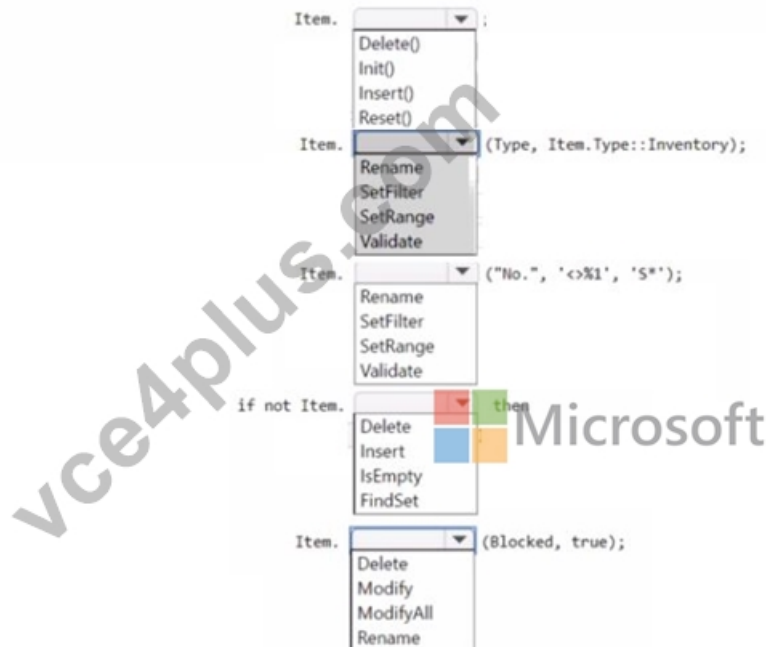 Item. ;
Delete()
Init()
Insert()
Reset()
Item. (Type, Item.Type::Inventory);
Rename
SetFilter
SetRange
Validate
Item. ("No.", '<>%1', 'S*');
Rename
SetFilter
SetRange
Validate
if not Item. then
Delete
Insert
IsEmpty
FindSet
Item. (Blocked, true);
Delete
Modify
ModifyAll
Rename
vce4plus.com
Microsoft